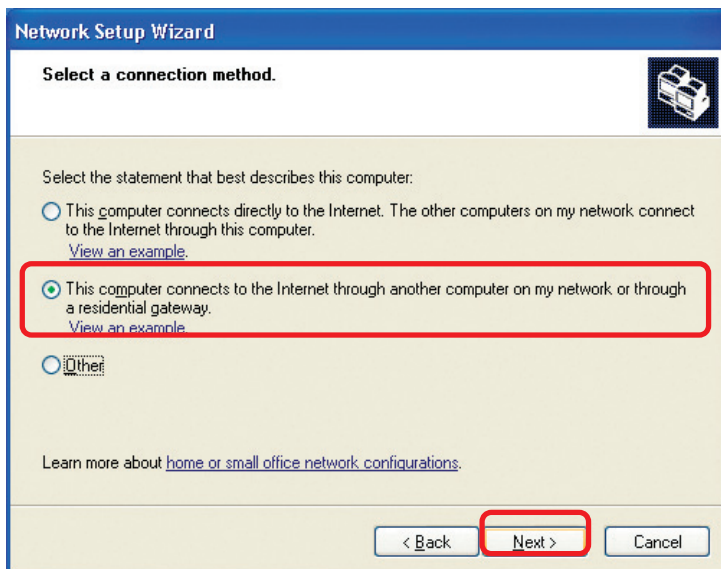 Network Setup Wizard
Select a connection method.
Select the statement that best describes this computer:
This computer connects directly to the Internet. The other computers on my network connect
to the Internet through this computer.
View an example.
This computer connects to the Internet through another computer on my network or through
a residential gateway.
View an example.
Other
Learn more about home or small office network configurations.
< Back
Next >
Cancel